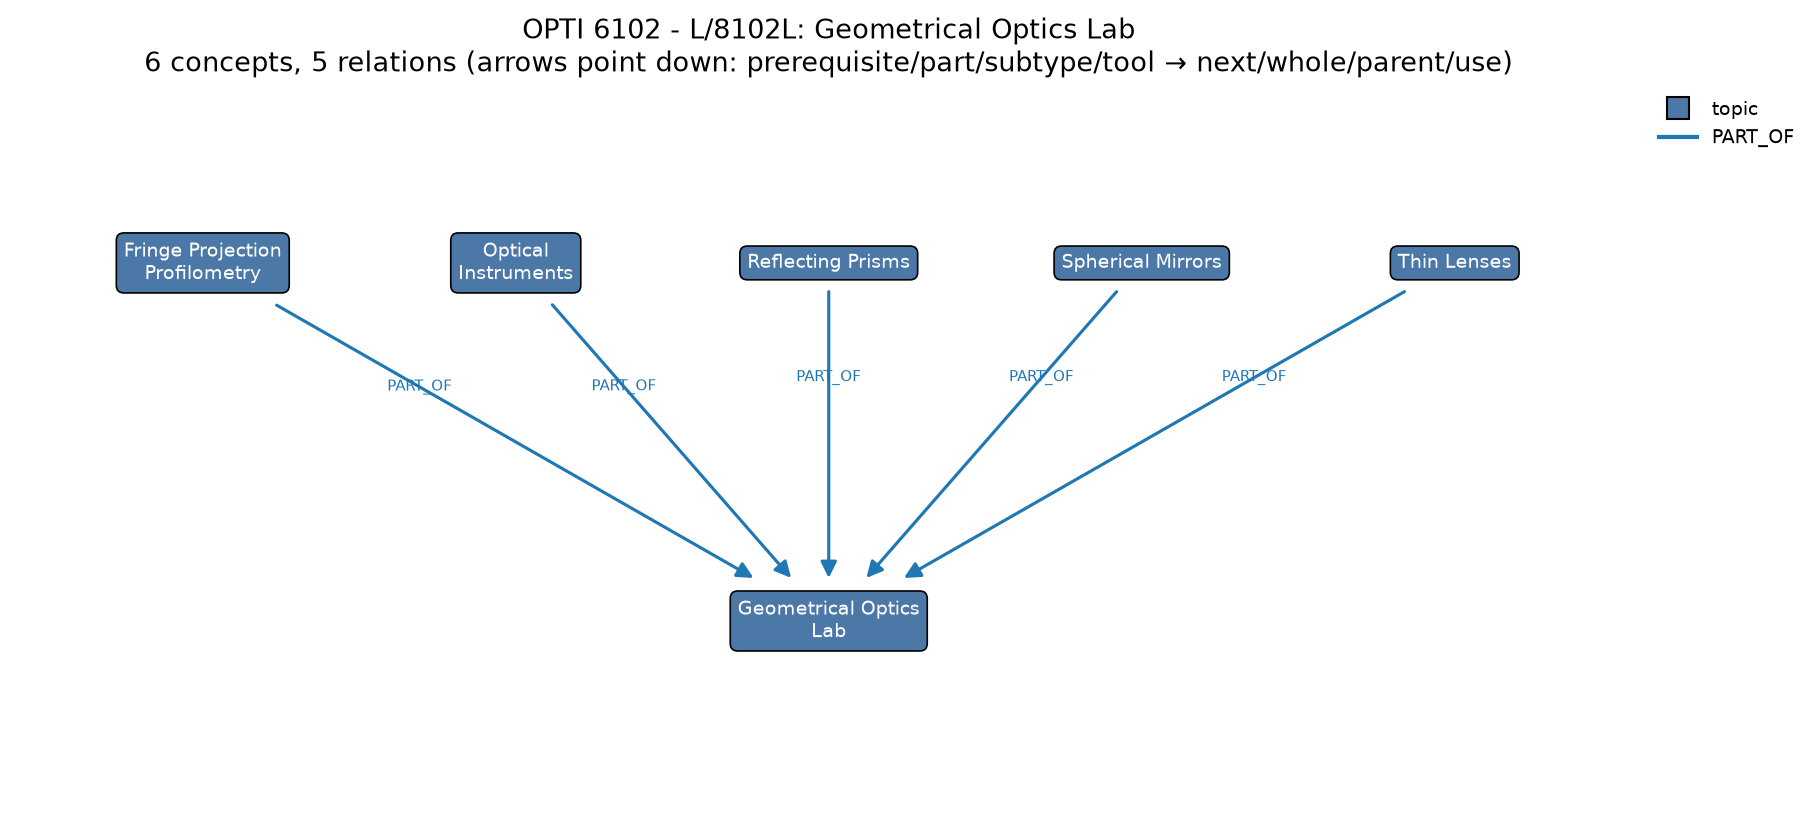 OPTI 6102 - L/8102L: Geometrical Optics Lab
6 concepts, 5 relations (arrows point down: prerequisite/part/subtype/tool → next/whole/parent/use)
topic
PART_OF
Fringe Projection
Profilometry
Optical
Instruments
Reflecting Prisms
Spherical Mirrors
Thin Lenses
PART_OF
PART_OF
PART_OF
PART_OF
PART_OF
Geometrical Optics
Lab